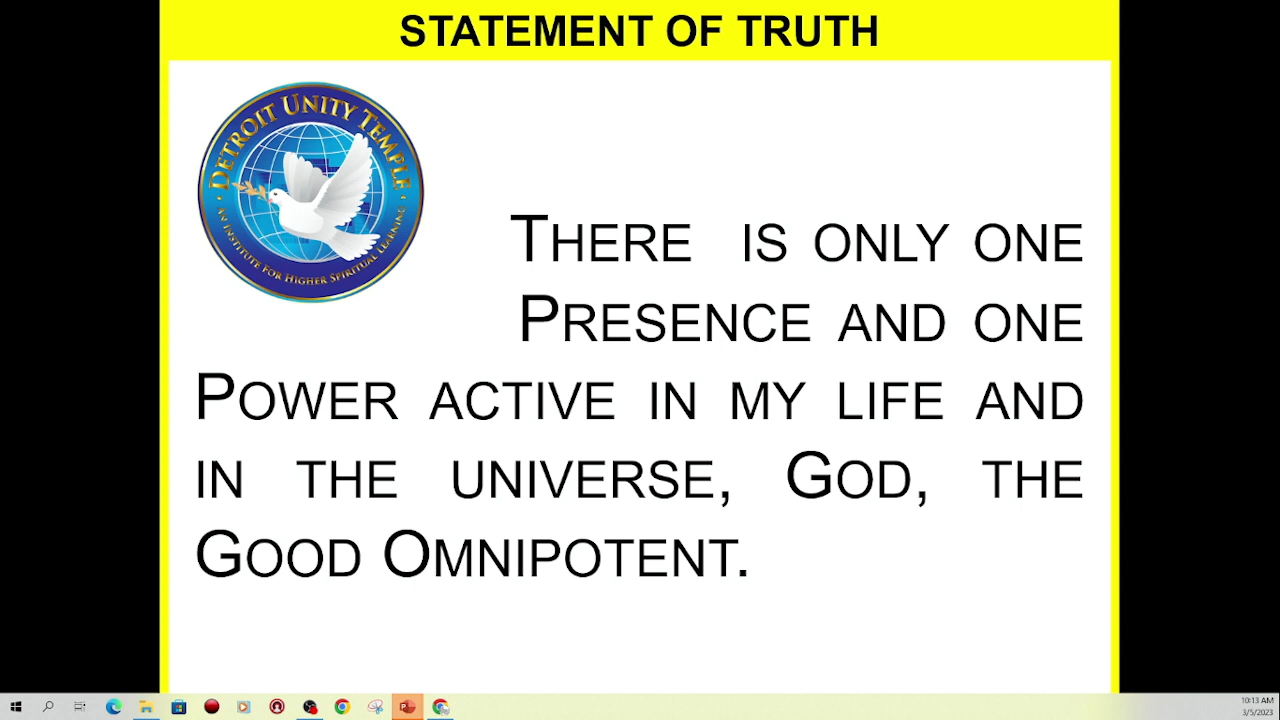 STATEMENT OF TRUTH
DETROIT UNITY TEMPLE
AN INSTITUTE FOR HIGHER SPIRITUAL LEARNING
THERE IS ONLY ONE
PRESENCE AND ONE
POWER ACTIVE IN MY LIFE AND
IN THE UNIVERSE, GOD, THE
GOOD OMNIPOTENT.
10:13 AM
3/5/2023